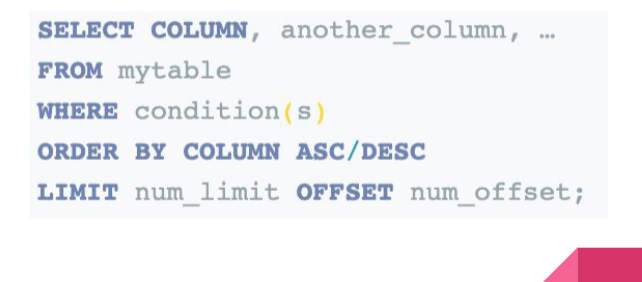 SELECT COLUMN, another_column, …
FROM mytable
WHERE condition(s)
ORDER BY COLUMN ASC/DESC
LIMIT num_limit OFFSET num_offset;